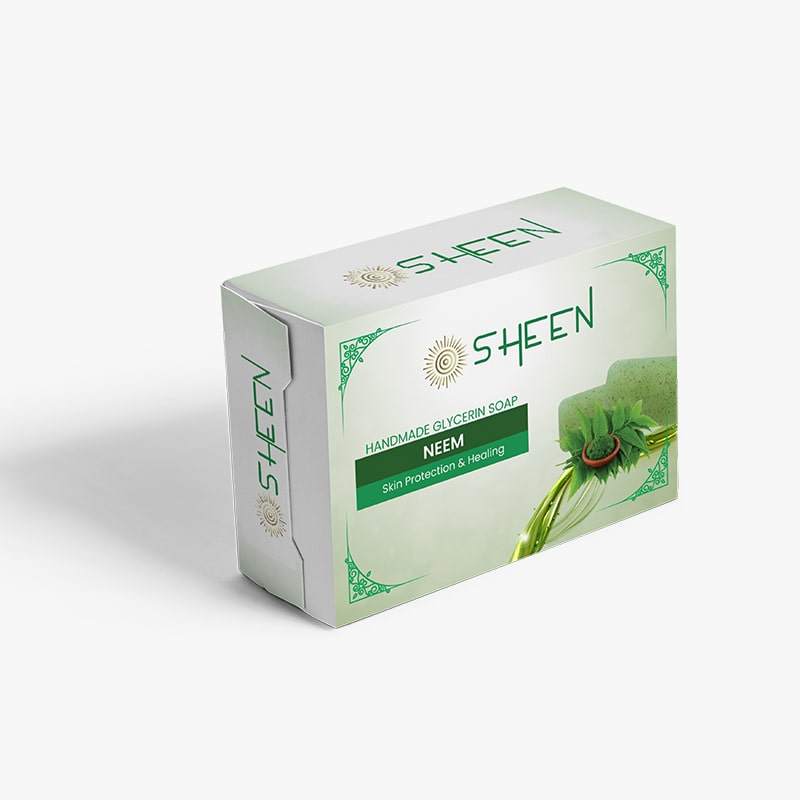 SHEEN
SHEEN
HANDMADE GLYCERIN SOAP
NEEM
Skin Protection & Healing
SHEEN